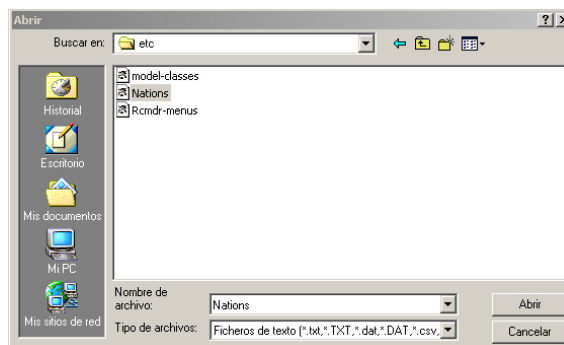 Abrir
Buscar en: etc
model-classes
Nations
Rcmdr-menus
Historial
Escritorio
Mis documentos
Mi PC
Mis sitios de red
Nombre de
archivo: Nations
Abrir
Tipo de archivos: Ficheros de texto (*.txt,*.TXT,*.dat,*.DAT,*.csv,
Cancelar